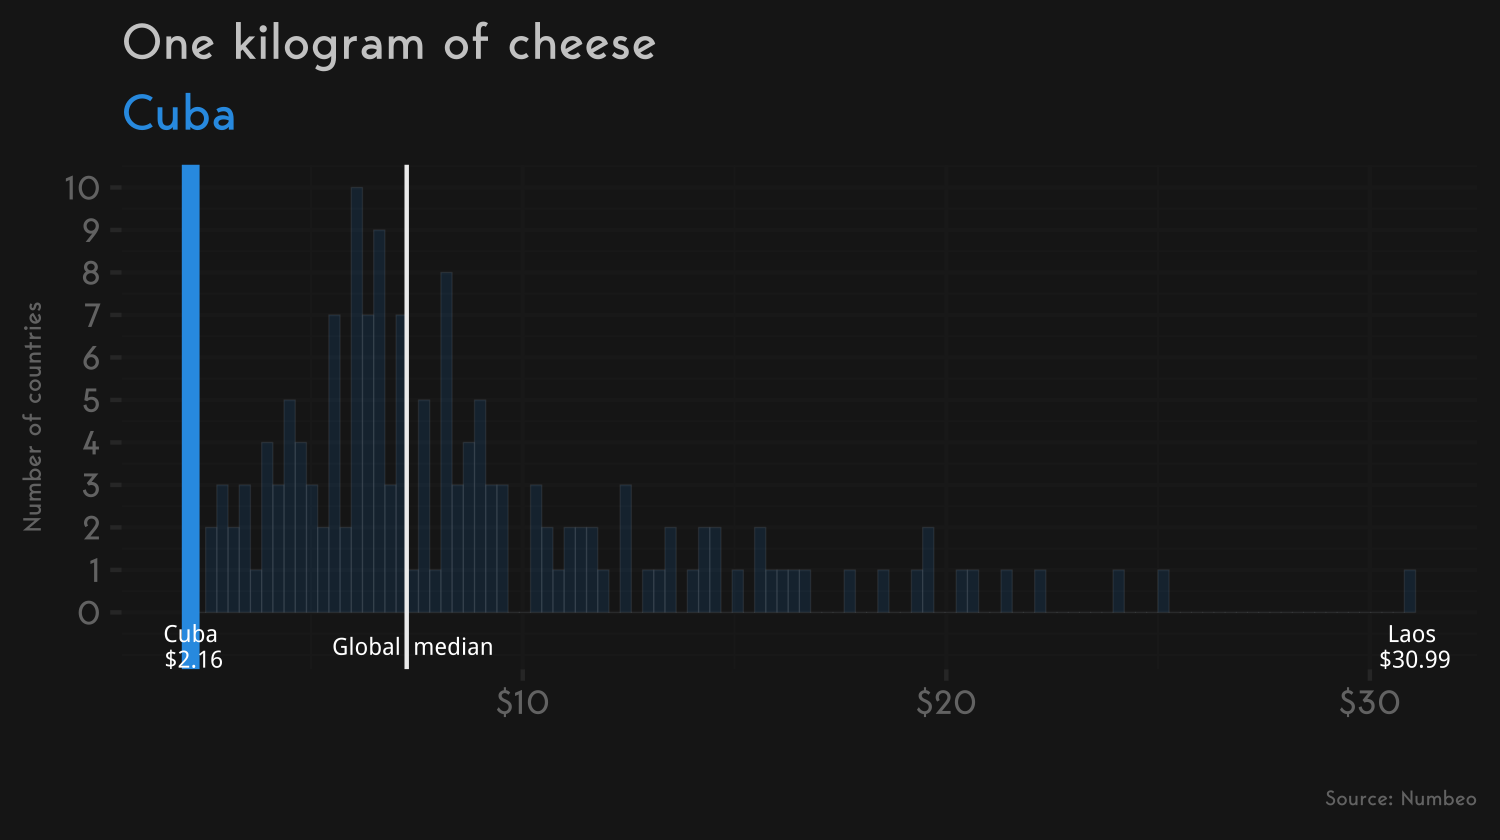 One kilogram of cheese
Cuba
Number of countries
10
9
8
7
6
5
4
3
2
1
0
Cuba
$2.16
Global median
Laos
$30.99
$10
$20
$30
Source: Numbeo